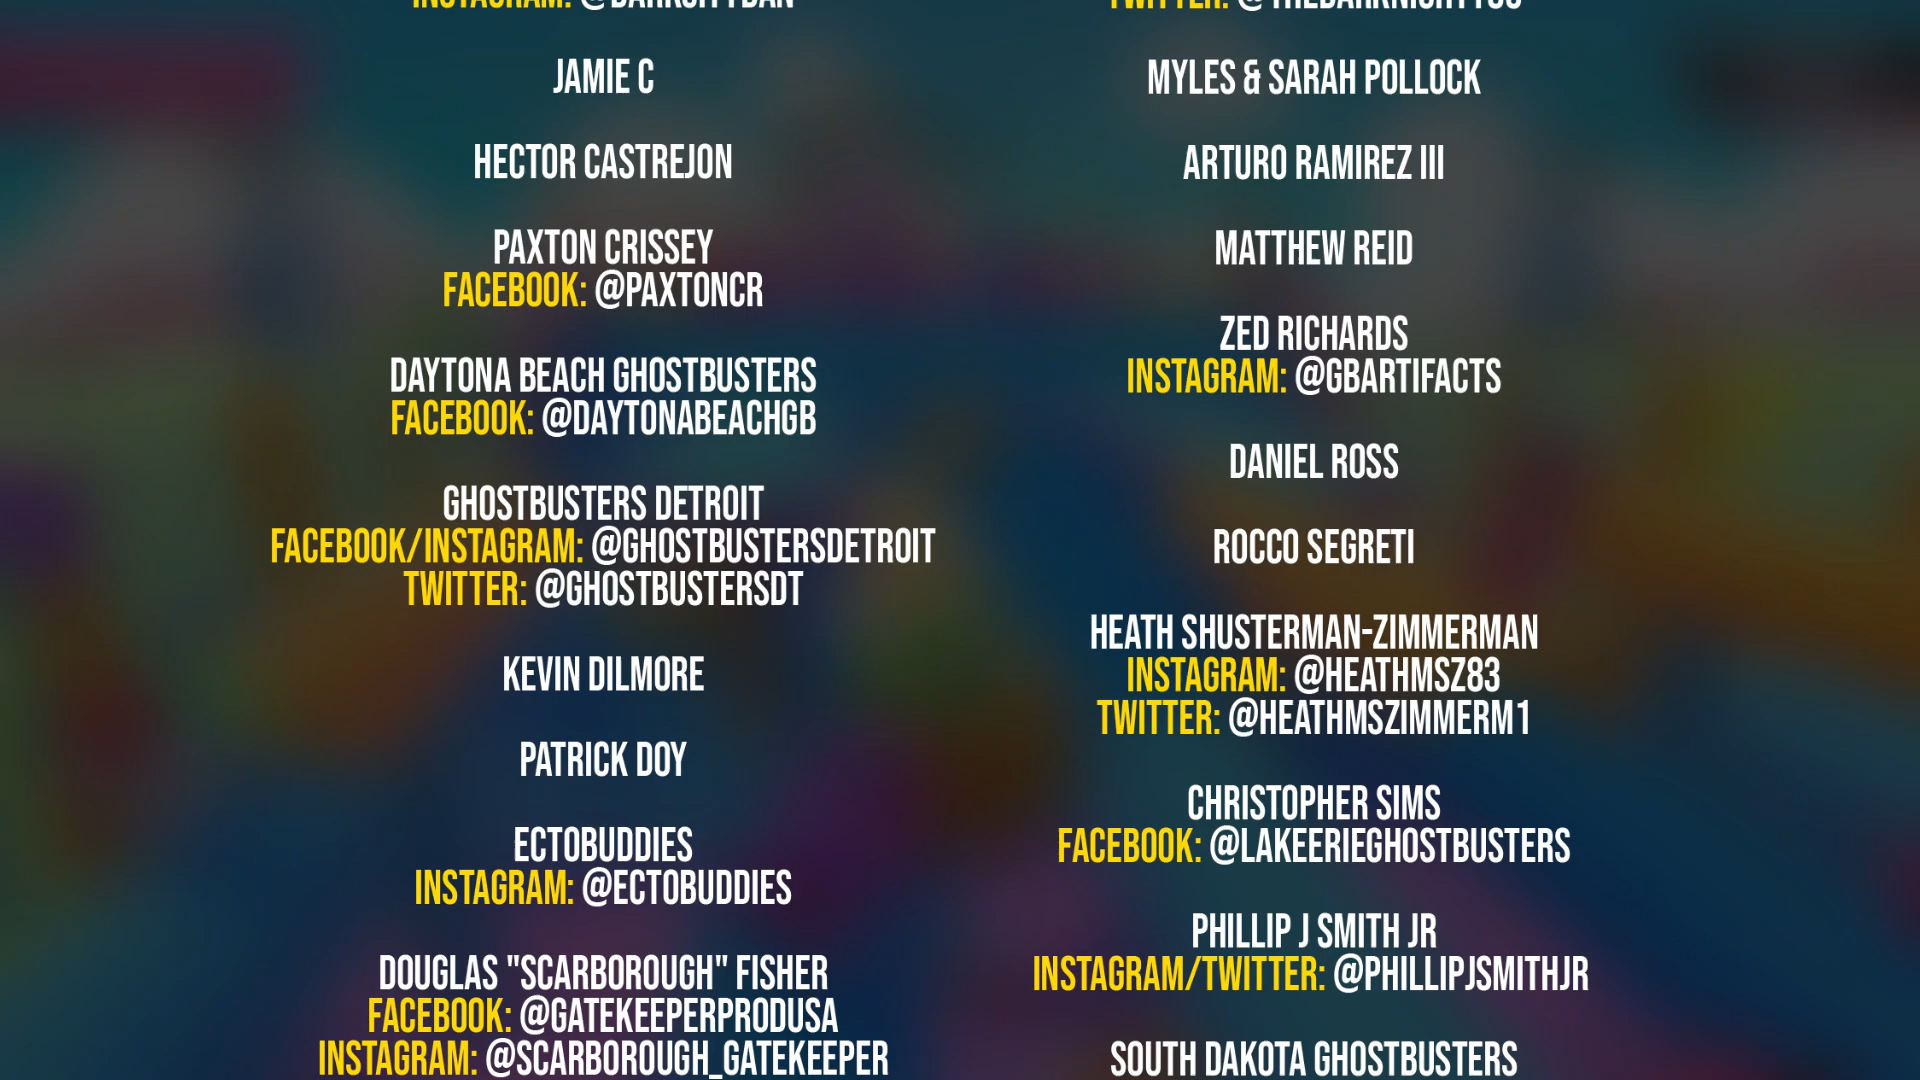 INSTAGRAM: @DARKCITYDAN
JAMIE C
HECTOR CASTREJON
PAXTON CRISSEY
FACEBOOK: @PAXTONCR
DAYTONA BEACH GHOSTBUSTERS
FACEBOOK: @DAYTONABEACHGB
GHOSTBUSTERS DETROIT
FACEBOOK/INSTAGRAM: @GHOSTBUSTERSDETROIT
TWITTER: @GHOSTBUSTERSDT
KEVIN DILMORE
PATRICK DOY
ECTOBUDDIES
INSTAGRAM: @ECTOBUDDIES
DOUGLAS "SCARBOROUGH" FISHER
FACEBOOK: @GATEKEEPERPRODUSA
INSTAGRAM: @SCARBOROUGH_GATEKEEPER
TWITTER:
MYLES & SARAH POLLOCK
ARTURO RAMIREZ III
MATTHEW REID
ZED RICHARDS
INSTAGRAM: @GBARTIFACTS
DANIEL ROSS
ROCCO SEGRETI
HEATH SHUSTERMAN-ZIMMERMAN
INSTAGRAM: @HEATHMSZ83
TWITTER: @HEATHMSZIMMERM1
CHRISTOPHER SIMS
FACEBOOK: @LAKEERIEGHOSTBUSTERS
PHILLIP J SMITH JR
INSTAGRAM/TWITTER: @PHILLIPJSMITHJR
SOUTH DAKOTA GHOSTBUSTERS